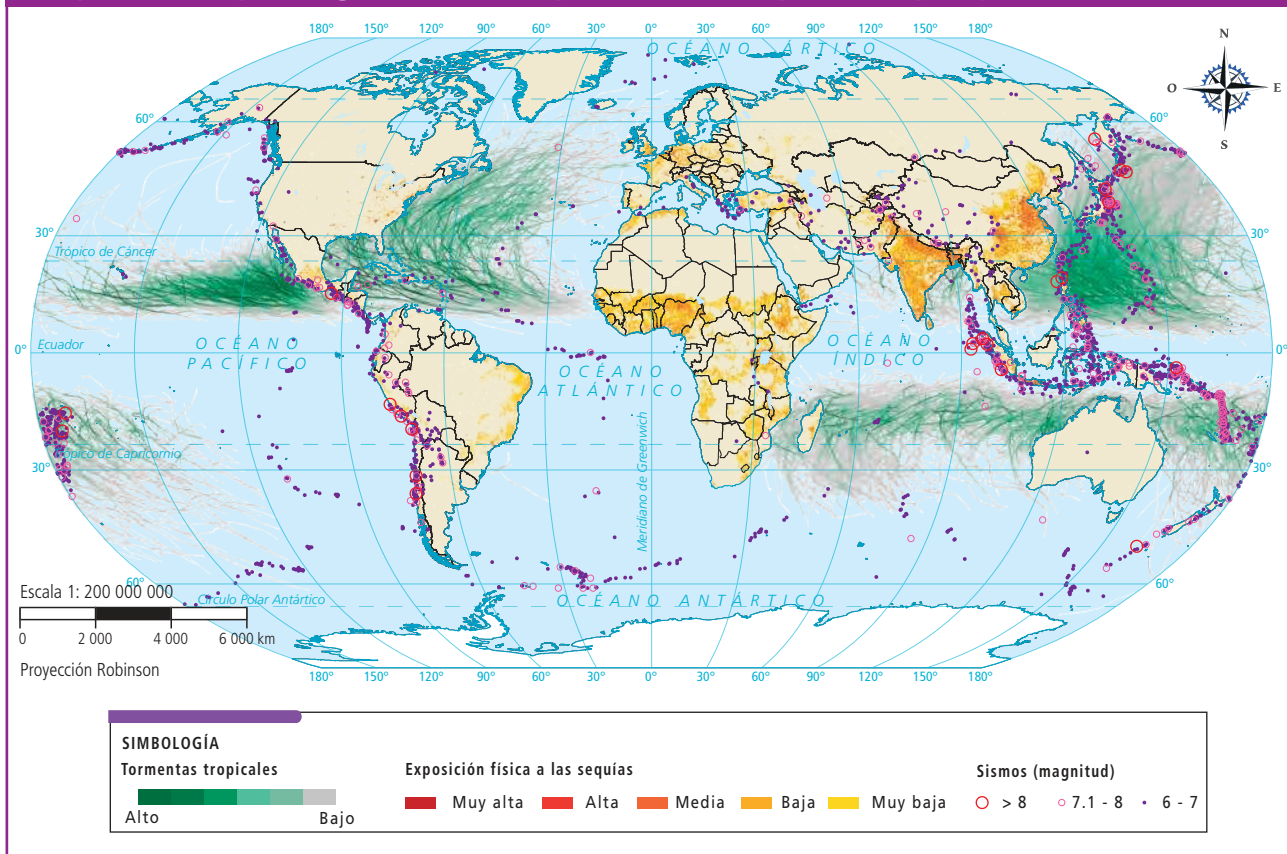 180° 150° 120° 90° 60° 30° 0° 30° 60° 90° 120° 150° 180°
OCÉANO ÁRTICO
N
O E
S
60° 60°
30° 30°
Trópico de Cáncer
Ecuador
0° 0°
OCÉANO
PACÍFICO
OCÉANO
ATLÁNTICO
OCÉANO
ÍNDICO
Meridiano de Greenwich
Trópico de Capricornio
30° 30°
60° 60°
Círculo Polar Antártico
OCÉANO ANTÁRTICO
Escala 1: 200 000 000
0 2 000 4 000 6 000 km
Proyección Robinson
180° 150° 120° 90° 60° 30° 0° 30° 60° 90° 120° 150° 180°
SIMBOLOGÍA
Tormentas tropicales
Alto Bajo
Exposición física a las sequías
Muy alta Alta Media Baja Muy baja
Sismos (magnitud)
> 8 7.1 - 8 6 - 7